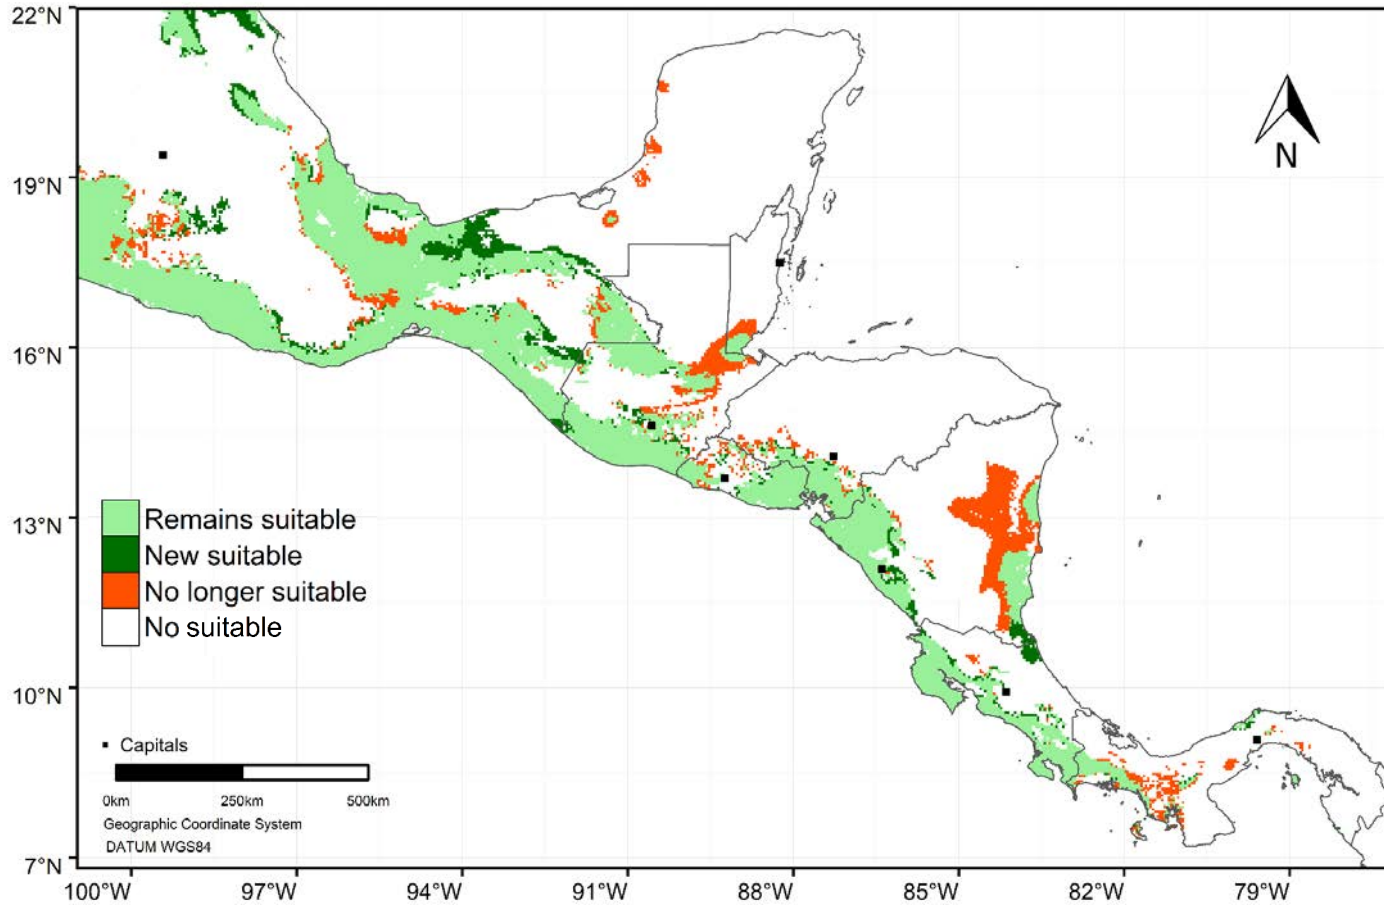 22°N
19°N
16°N
13°N
10°N
7°N
N
Remains suitable
New suitable
No longer suitable
No suitable
Capitals
0km 250km 500km
Geographic Coordinate System
DATUM WGS84
100°W 97°W 94°W 91°W 88°W 85°W 82°W 79°W